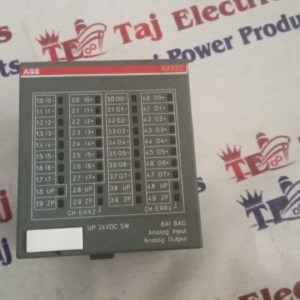 Taj Electric
Power Product
ABB
1.0 I0- 2.0 I0+ 3.0 O0- 4.0 O0+
1.1 I1- 2.1 I1+ 3.1 O1- 4.1 O1+
1.2 I2- 2.2 I2+ 3.2 O2- 4.2 O2+
1.3 I3- 2.3 I3+ 3.3 O3- 4.3 O3+
1.4 I4- 2.4 I4+ 3.4 O4- 4.4 O4+
1.5 I5- 2.5 I5+ 3.5 O5- 4.5 O5+
1.6 I6- 2.6 I6+ 3.6 O6- 4.6 O6+
1.7 I7- 2.7 I7+ 3.7 O7- 4.7 O7+
1.8 UP 2.8 UP 3.8 UP 4.8 UP
1.9 ZP 2.9 ZP 3.9 ZP 4.9 ZP
CH-ERR2 CH-ERR4
UP 24VDC 5W 8AI 8AO
Analog Input
Analog Output
Taj Ele